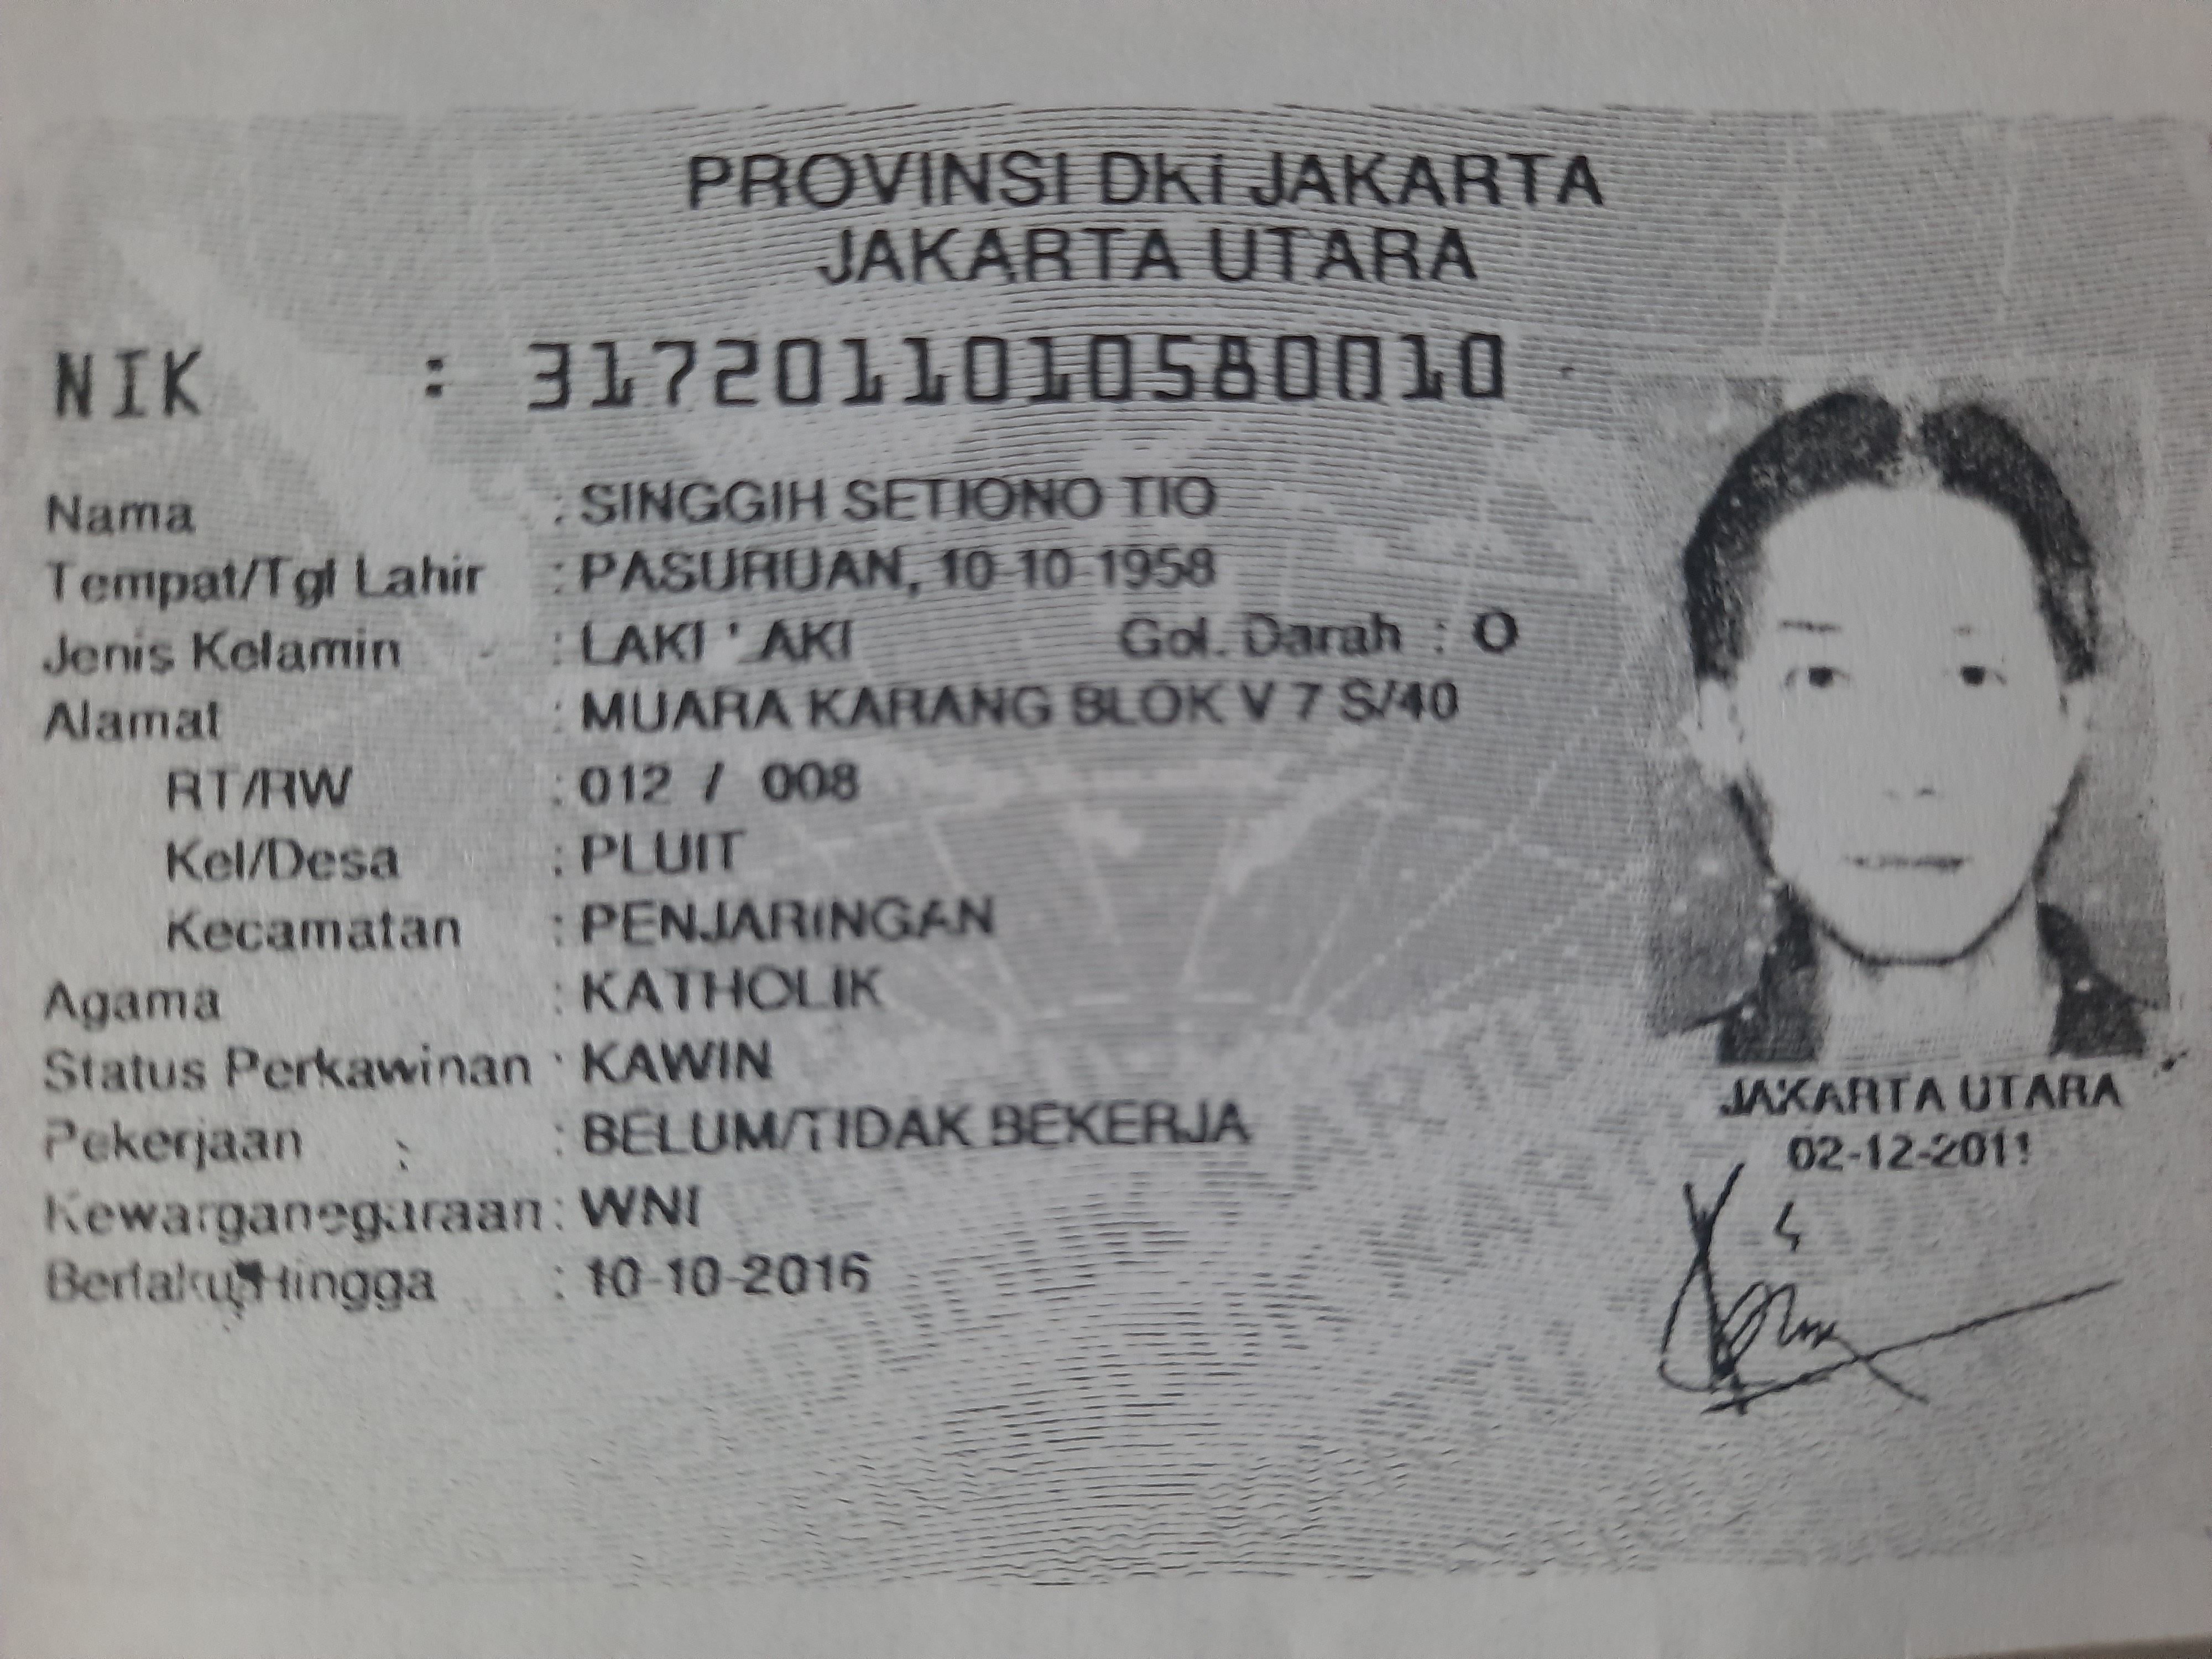 PROVINSI DKI JAKARTA
JAKARTA UTARA
NIK : 3172011010580010
Nama : SINGGIH SETIONO TIO
Tempat/Tgl Lahir : PASURUAN, 10-10-1958
Jenis Kelamin : LAKI-LAKI Gol. Darah : O
Alamat : MUARA KARANG BLOK V 7 S/40
RT/RW : 012 / 008
Kel/Desa : PLUIT
Kecamatan : PENJARINGAN
Agama : KATHOLIK
Status Perkawinan : KAWIN
Pekerjaan : BELUM/TIDAK BEKERJA
Kewarganegaraan : WNI
Berlaku Hingga : 10-10-2016
JAKARTA UTARA
02-12-2011